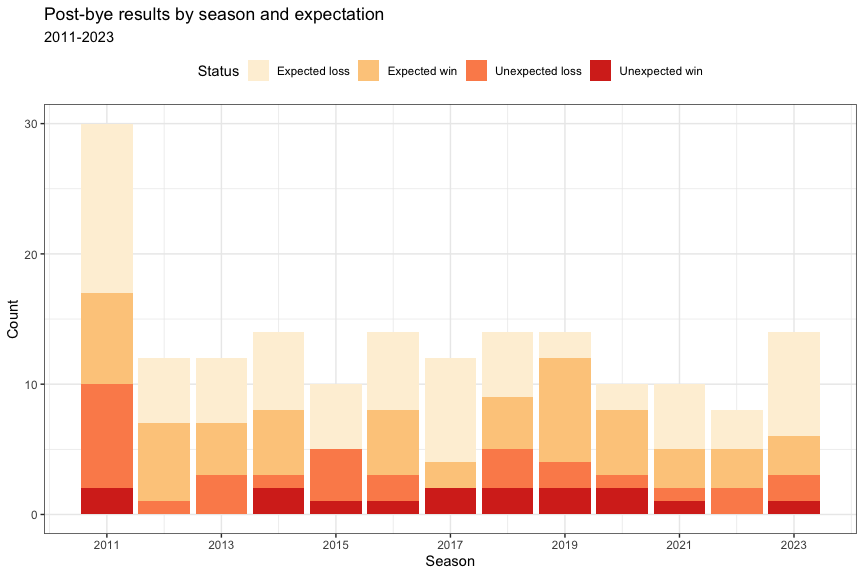 Post-bye results by season and expectation
2011-2023
Status Expected loss Expected win Unexpected loss Unexpected win
30
20
10
0
Count
2011 2013 2015 2017 2019 2021 2023
Season